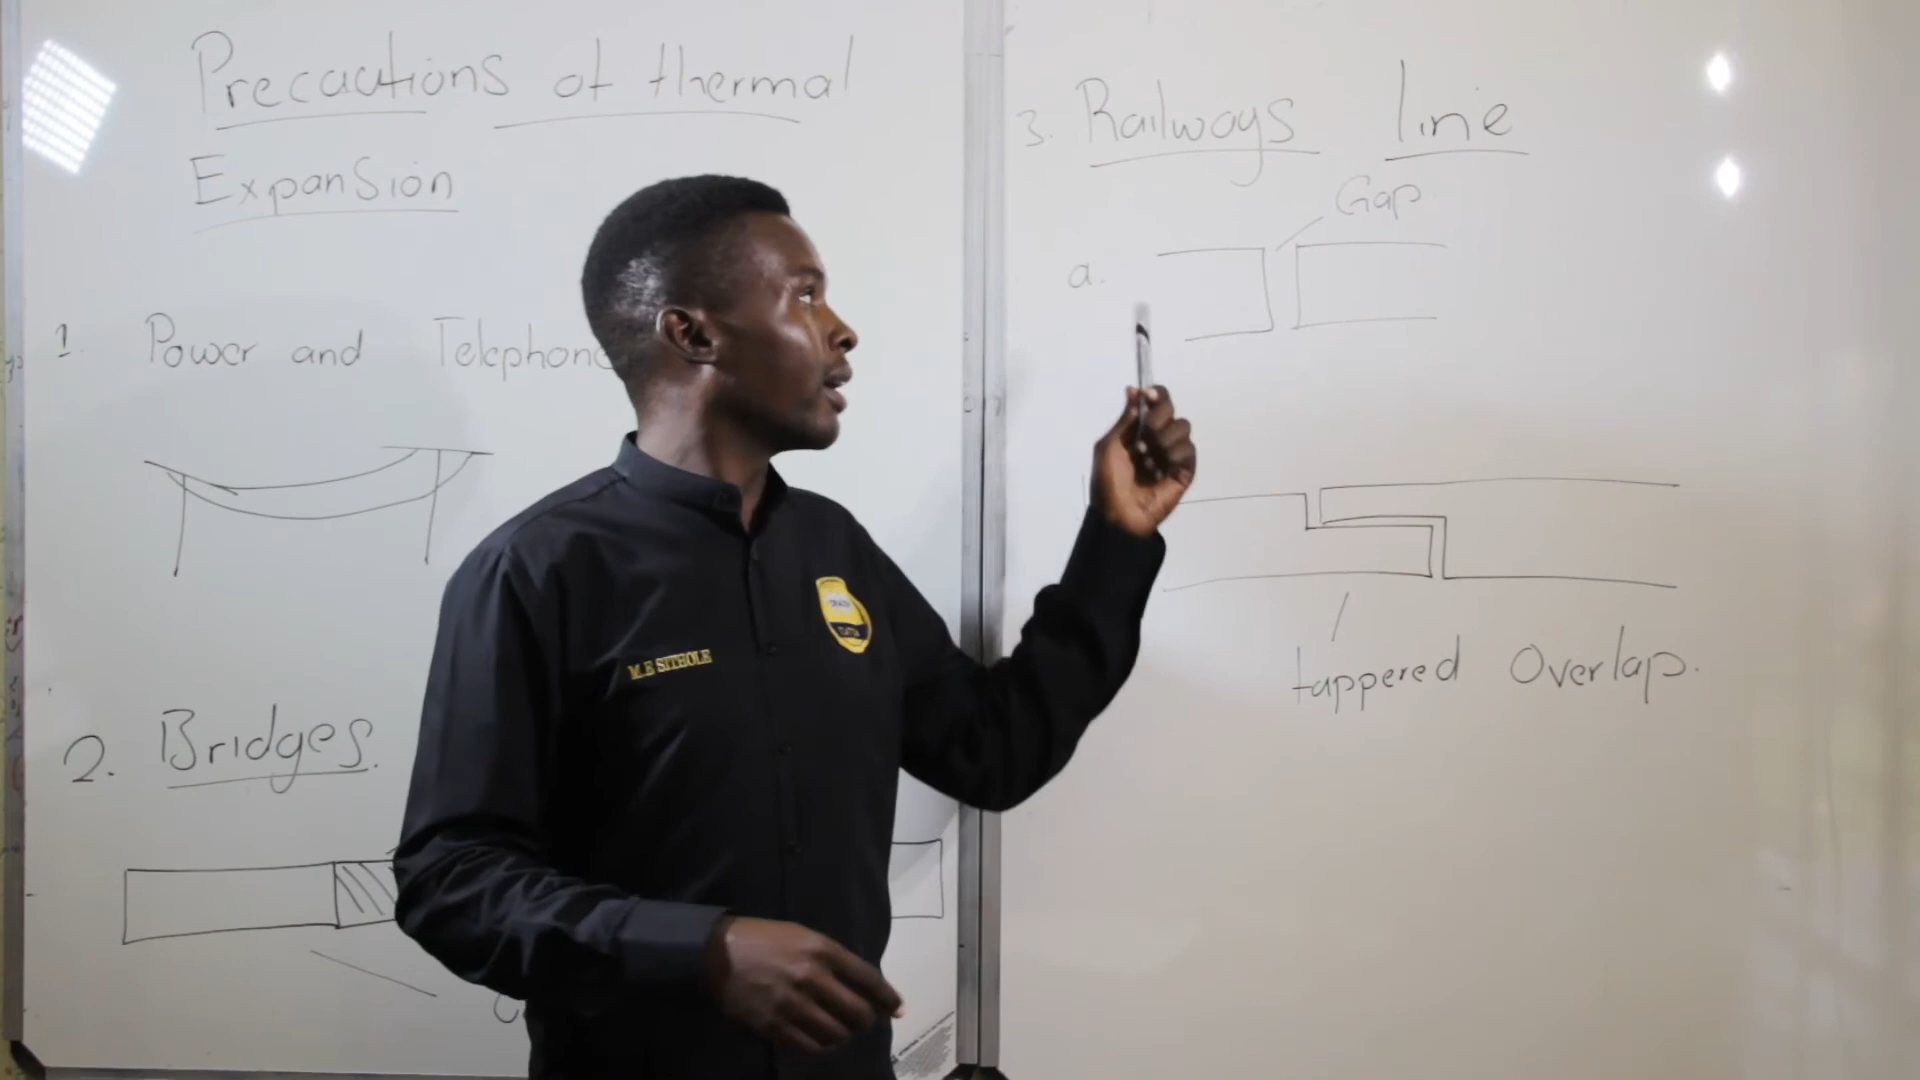 Precautions of thermal
Expansion
1. Power and Telephone
2. Bridges.
3. Railways line
Gap
a.
tappered Overlap.
M.E SITHOLE